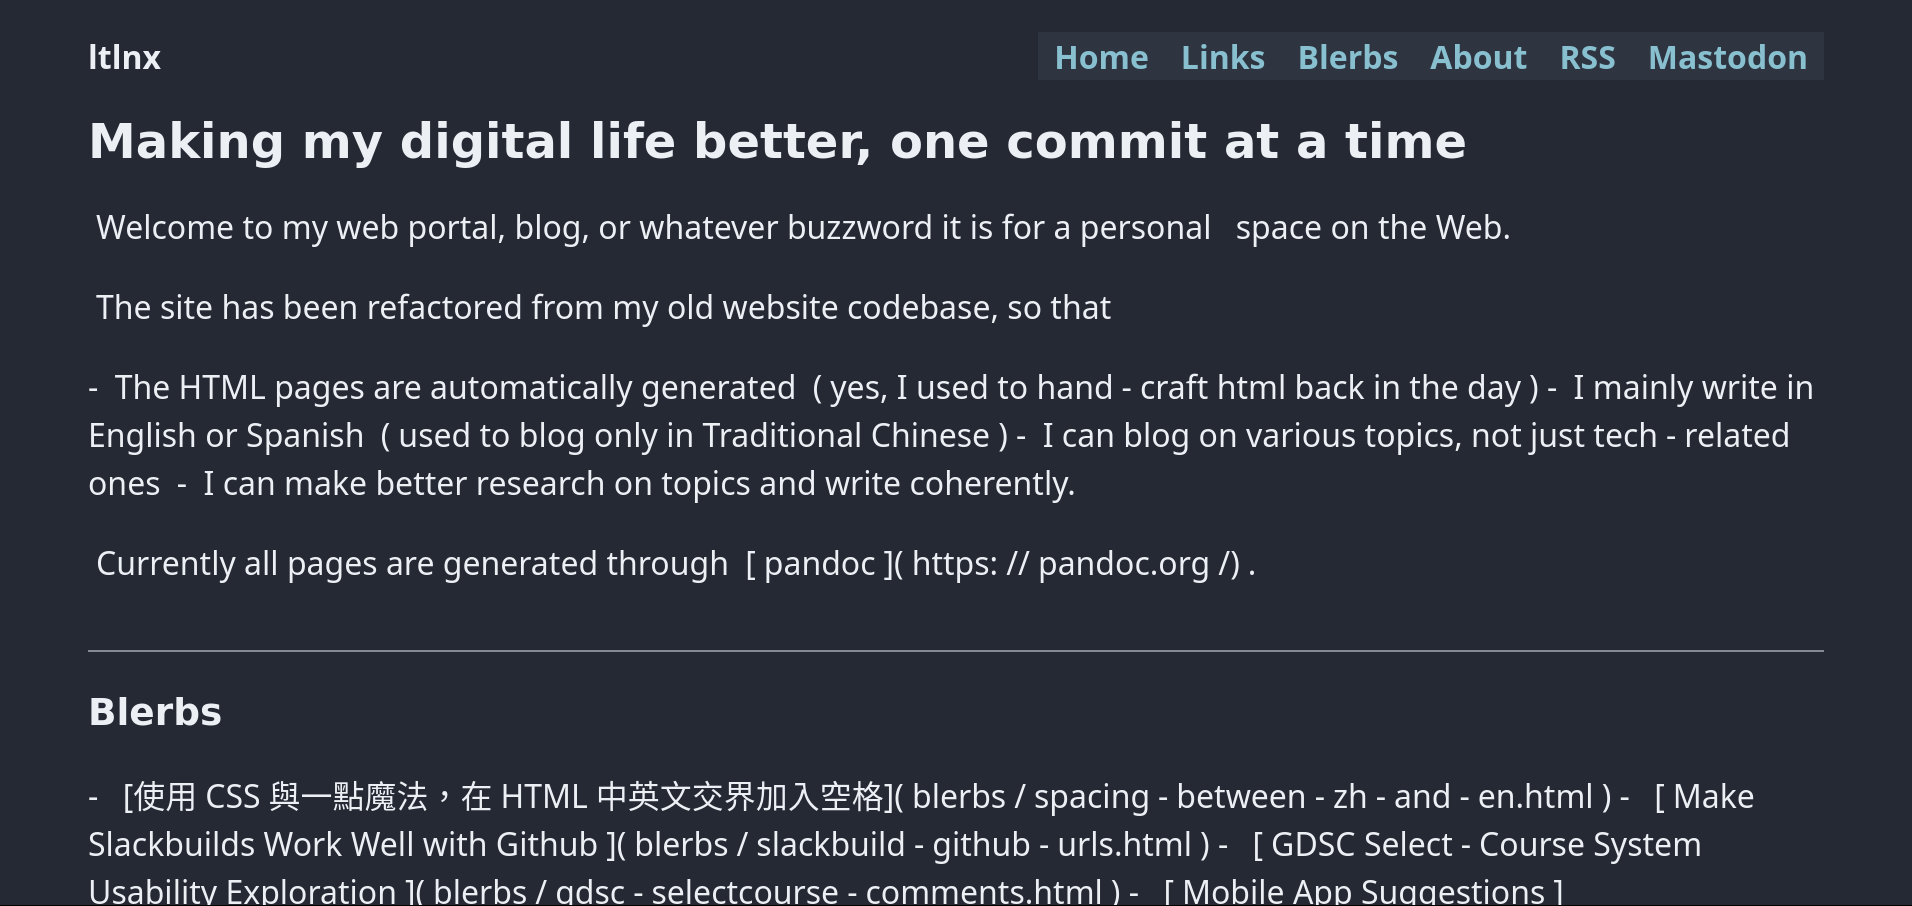 ltlnx
Home Links Blerbs About RSS Mastodon
Making my digital life better, one commit at a time
Welcome to my web portal, blog, or whatever buzzword it is for a personal   space on the Web.
The site has been refactored from my old website codebase, so that
-  The HTML pages are automatically generated  ( yes, I used to hand - craft html back in the day ) -  I mainly write in
English or Spanish  ( used to blog only in Traditional Chinese ) -  I can blog on various topics, not just tech - related
ones  -  I can make better research on topics and write coherently.
Currently all pages are generated through  [ pandoc ]( https: // pandoc.org /) .
Blerbs
-   [使用 CSS 與一點魔法，在 HTML 中英文交界加入空格]( blerbs / spacing - between - zh - and - en.html ) -   [ Make
Slackbuilds Work Well with Github ]( blerbs / slackbuild - github - urls.html ) -   [ GDSC Select - Course System
Usability Exploration ]( blerbs / gdsc - selectcourse - comments.html ) -   [ Mobile App Suggestions ]